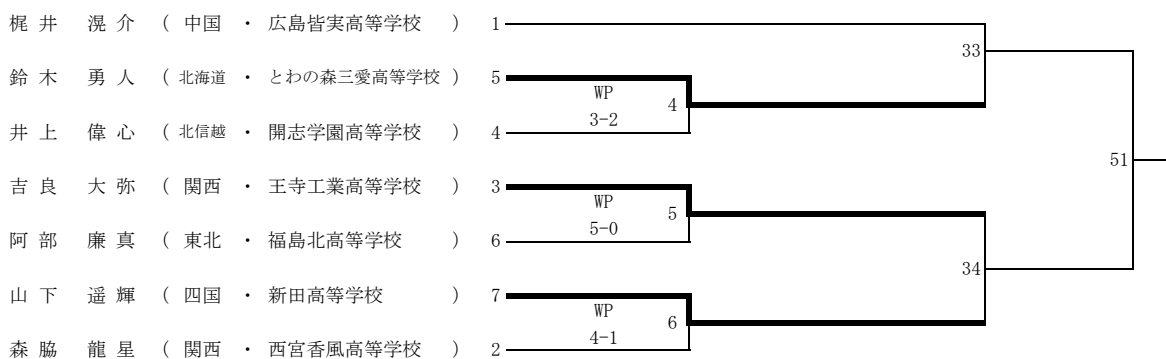 梶井 滉介 ( 中国 ・ 広島皆実高等学校 ) 1
33
鈴木 勇人 ( 北海道 ・ とわの森三愛高等学校 ) 5
WP
4
3-2
井上 偉心 ( 北信越 ・ 開志学園高等学校 ) 4
51
吉良 大弥 ( 関西 ・ 王寺工業高等学校 ) 3
WP
5
5-0
阿部 廉真 ( 東北 ・ 福島北高等学校 ) 6
34
山下 遥輝 ( 四国 ・ 新田高等学校 ) 7
WP
6
4-1
森脇 龍星 ( 関西 ・ 西宮香風高等学校 ) 2